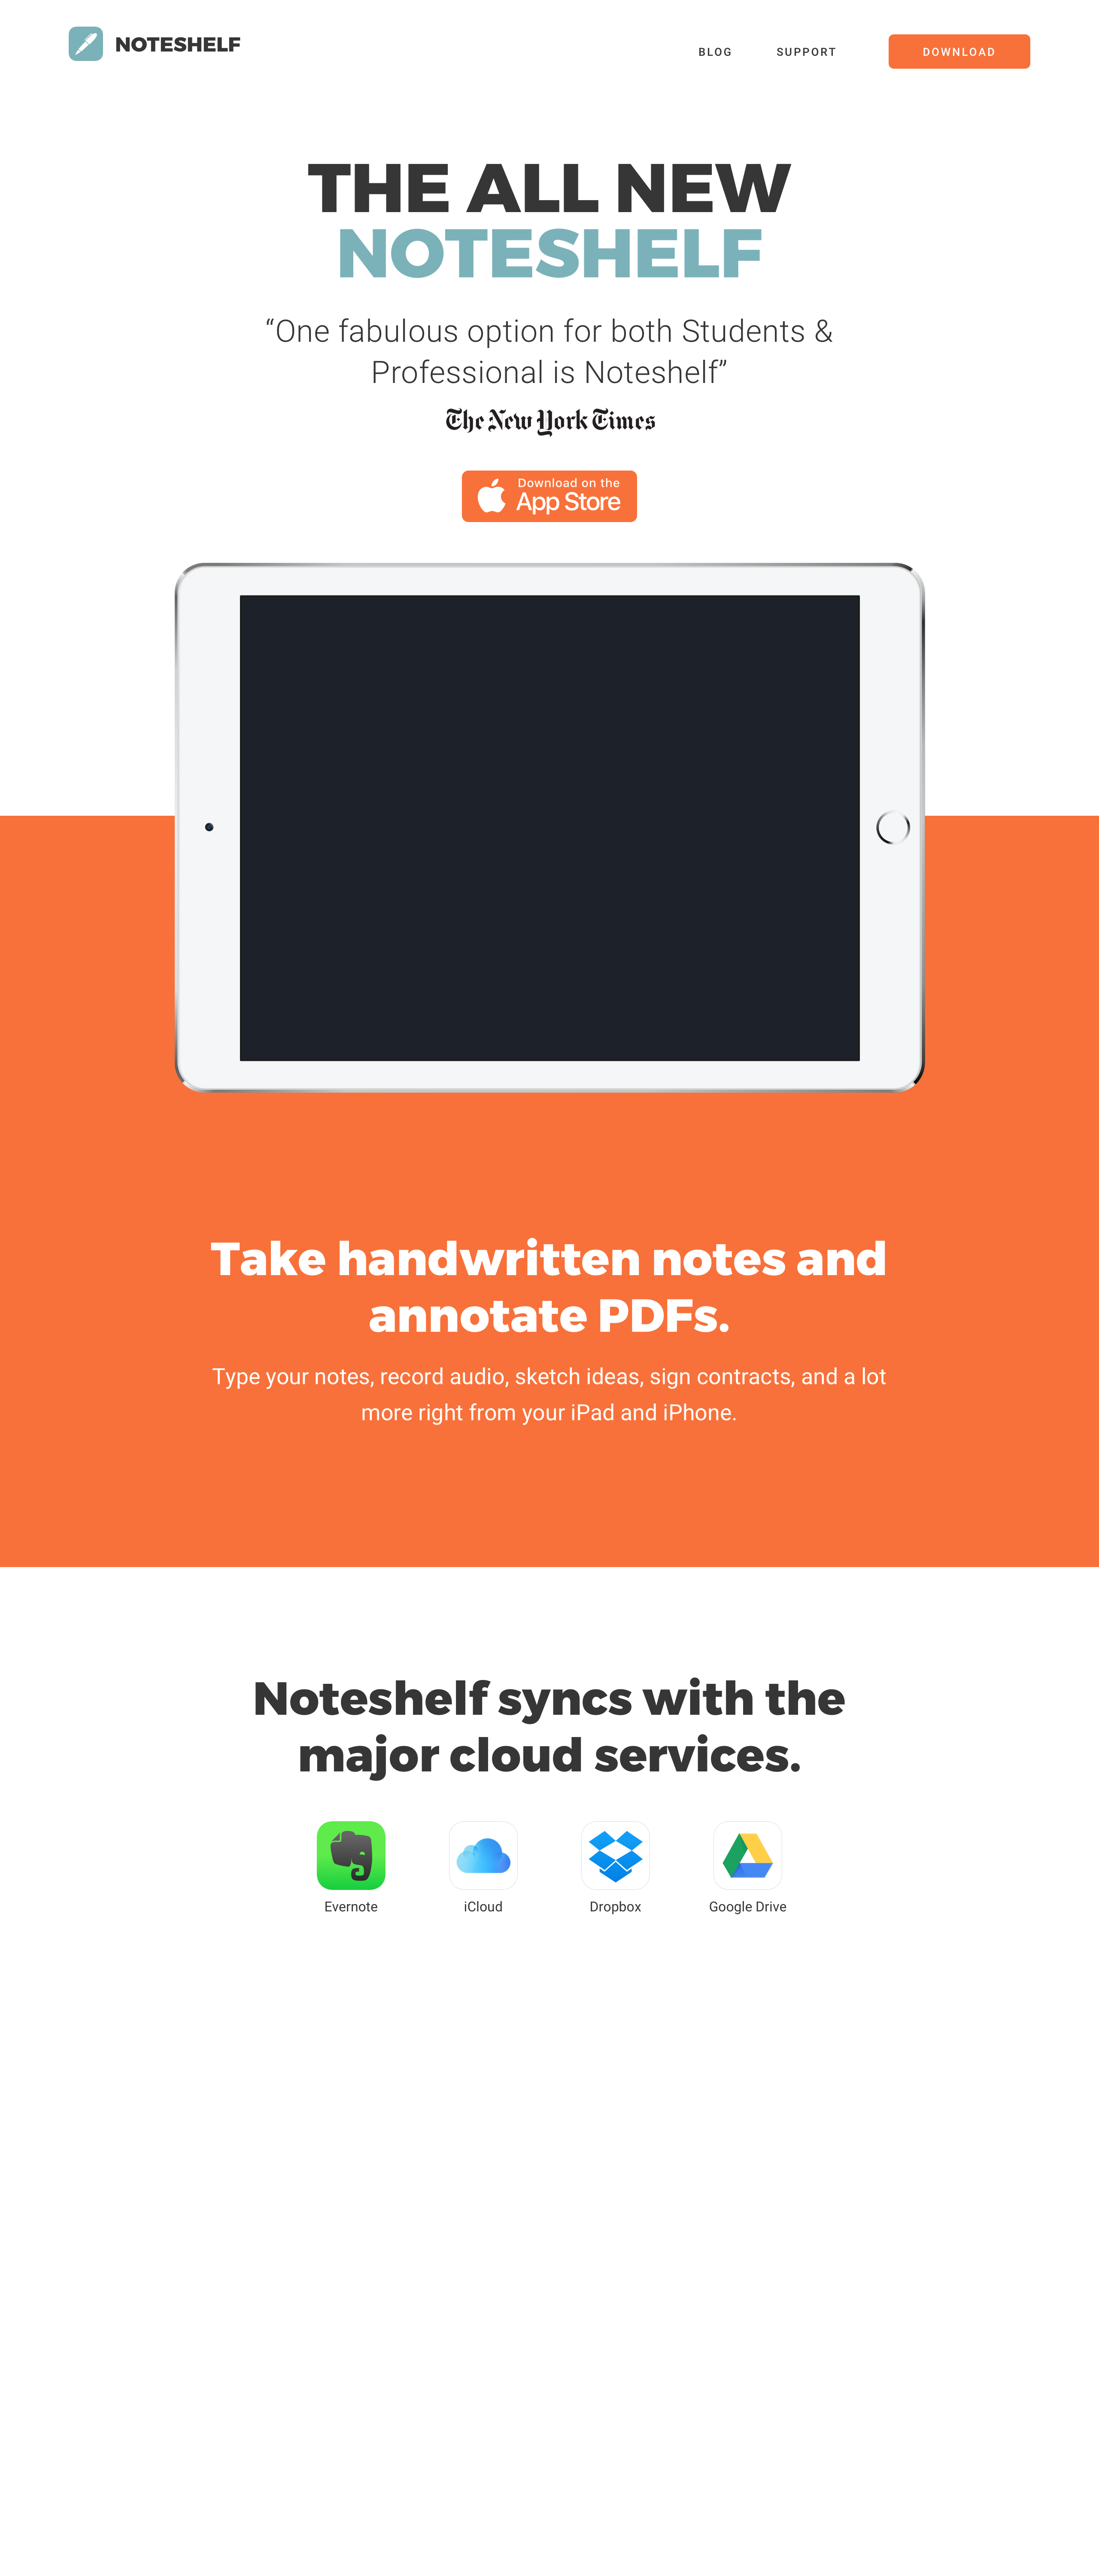 NOTESHELF
BLOG
SUPPORT
DOWNLOAD
THE ALL NEW
NOTESHELF
“One fabulous option for both Students &
Professional is Noteshelf”
The New York Times
Download on the
App Store
Take handwritten notes and
annotate PDFs.
Type your notes, record audio, sketch ideas, sign contracts, and a lot
more right from your iPad and iPhone.
Noteshelf syncs with the
major cloud services.
Evernote
iCloud
Dropbox
Google Drive